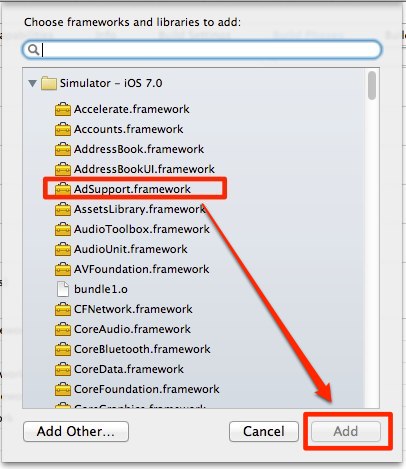 Choose frameworks and libraries to add:
Simulator – iOS 7.0
Accelerate.framework
Accounts.framework
AddressBook.framework
AddressBookUI.framework
AdSupport.framework
AssetsLibrary.framework
AudioToolbox.framework
AudioUnit.framework
AVFoundation.framework
bundle1.o
CFNetwork.framework
CoreAudio.framework
CoreBluetooth.framework
CoreData.framework
CoreFoundation.framework
CoreGraphics.framework
Add Other...
Cancel
Add